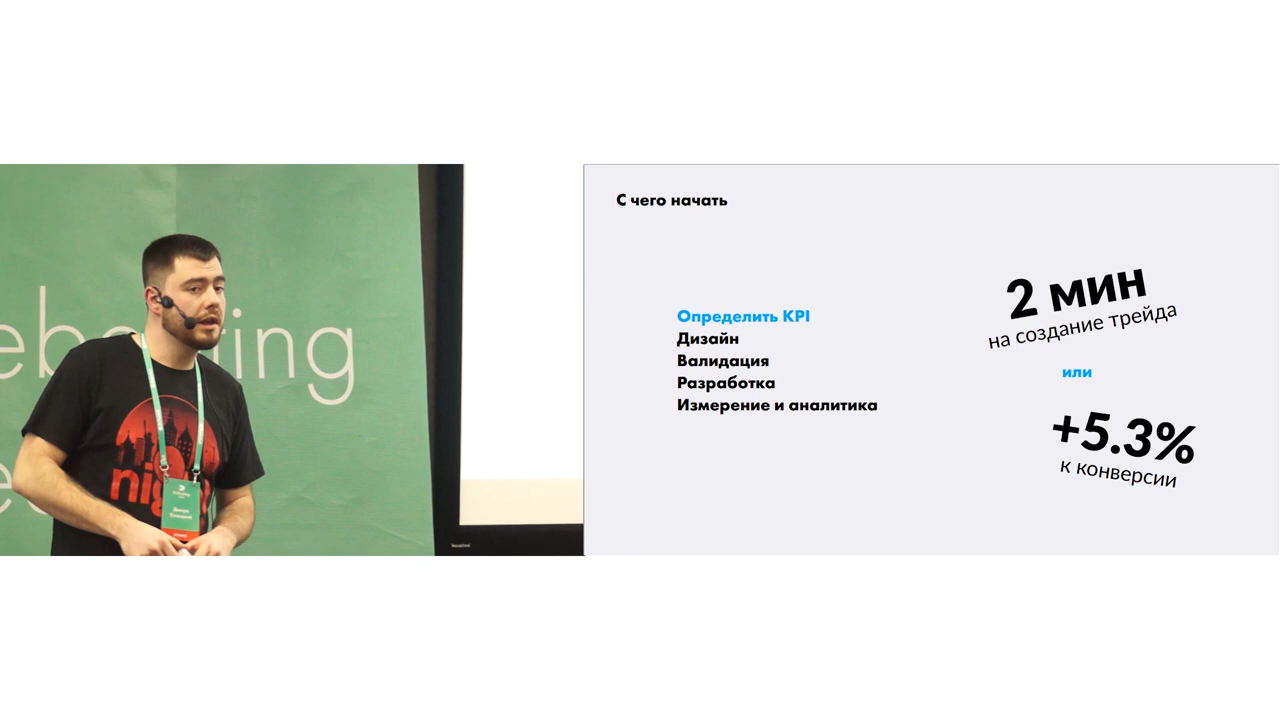 С чего начать
Определить KPI
Дизайн
Валидация
Разработка
Измерение и аналитика
2 мин
на создание трейда
или
+5.3%
к конверсии